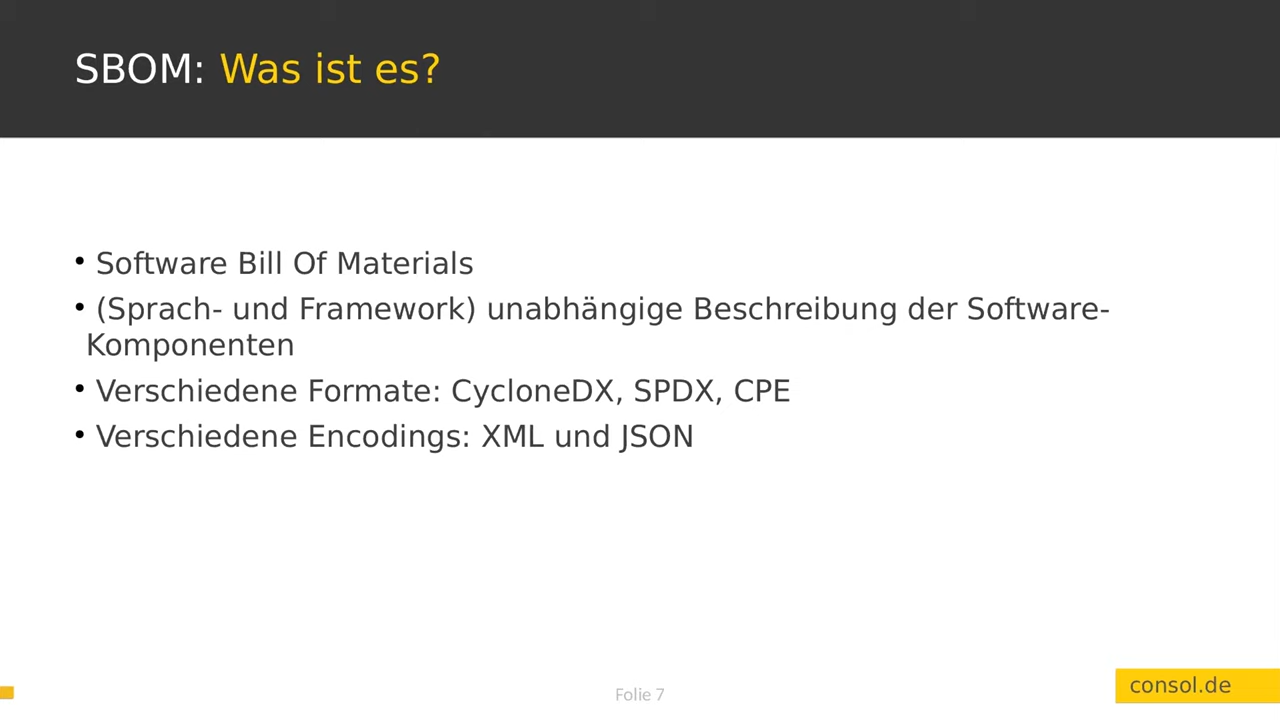 SBOM: Was ist es?
• Software Bill Of Materials
• (Sprach- und Framework) unabhängige Beschreibung der Software-
Komponenten
• Verschiedene Formate: CycloneDX, SPDX, CPE
• Verschiedene Encodings: XML und JSON
Folie 7
consol.de